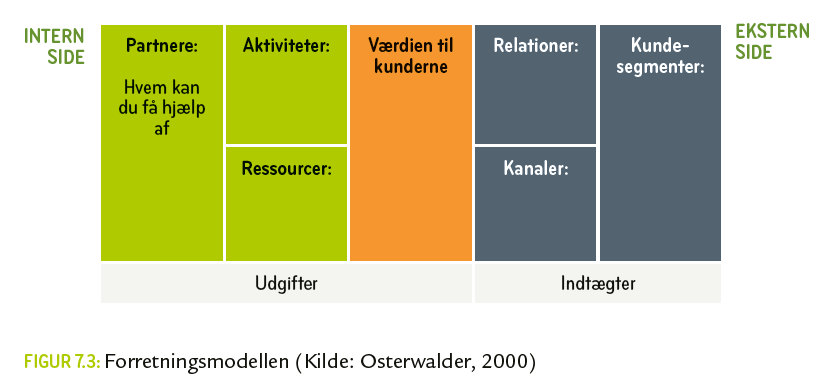 INTERN
SIDE
Partnere:
Hvem kan
du få hjælp
af
Aktiviteter:
Ressourcer:
Værdien til
kunderne
Relationer:
Kanaler:
Kunde-
segmenter:
EKSTERN
SIDE
Udgifter
Indtægter
FIGUR 7.3: Forretningsmodellen (Kilde: Osterwalder, 2000)